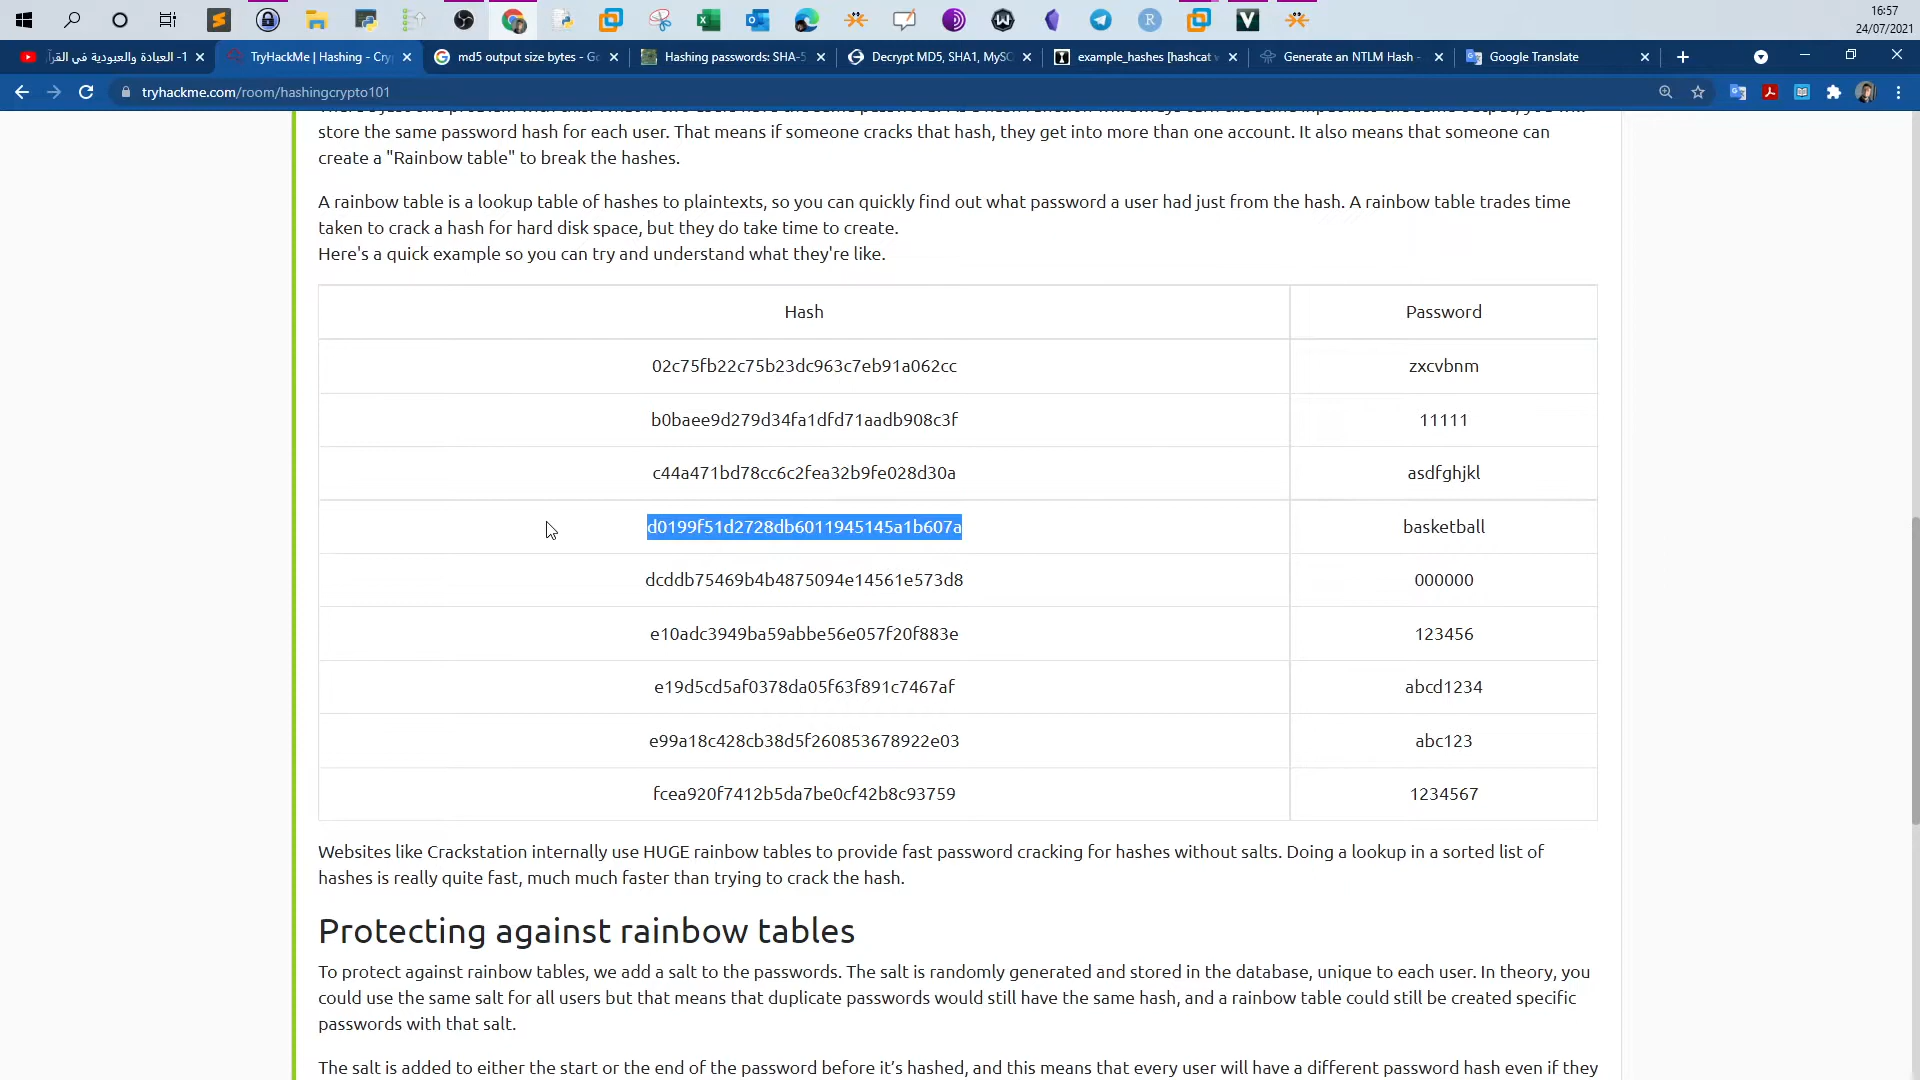 16:57
24/07/2021
1- العبادة والعبودية في القرآ
TryHackMe | Hashing - Cry
md5 output size bytes - Go
Hashing passwords: SHA-5
Decrypt MD5, SHA1, MySQ
example_hashes [hashcat w
Generate an NTLM Hash -
Google Translate
tryhackme.com/room/hashingcrypto101
store the same password hash for each user. That means if someone cracks that hash, they get into more than one account. It also means that someone can
create a "Rainbow table" to break the hashes.
A rainbow table is a lookup table of hashes to plaintexts, so you can quickly find out what password a user had just from the hash. A rainbow table trades time
taken to crack a hash for hard disk space, but they do take time to create.
Here's a quick example so you can try and understand what they're like.
Hash Password
02c75fb22c75b23dc963c7eb91a062cc zxcvbnm
b0baee9d279d34fa1dfd71aadb908c3f 11111
c44a471bd78cc6c2fea32b9fe028d30a asdfghjkl
d0199f51d2728db6011945145a1b607a basketball
dcddb75469b4b4875094e14561e573d8 000000
e10adc3949ba59abbe56e057f20f883e 123456
e19d5cd5af0378da05f63f891c7467af abcd1234
e99a18c428cb38d5f260853678922e03 abc123
fcea920f7412b5da7be0cf42b8c93759 1234567
Websites like Crackstation internally use HUGE rainbow tables to provide fast password cracking for hashes without salts. Doing a lookup in a sorted list of
hashes is really quite fast, much much faster than trying to crack the hash.
Protecting against rainbow tables
To protect against rainbow tables, we add a salt to the passwords. The salt is randomly generated and stored in the database, unique to each user. In theory, you
could use the same salt for all users but that means that duplicate passwords would still have the same hash, and a rainbow table could still be created specific
passwords with that salt.
The salt is added to either the start or the end of the password before it’s hashed, and this means that every user will have a different password hash even if they